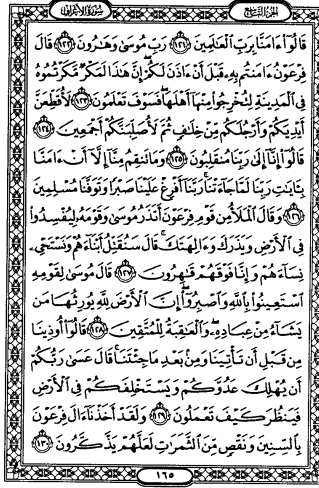 سورة الأعراف الجزء التاسع
قَالُوٓا۟ ءَامَنَّا بِرَبِّ ٱلْعَٰلَمِينَ ١٢١ رَبِّ مُوسَىٰ وَهَٰرُونَ ١٢٢ قَالَ
فِرْعَوْنُ ءَامَنتُم بِهِۦ قَبْلَ أَنْ ءَاذَنَ لَكُمْ إِنَّ هَٰذَا لَمَكْرٌ مَّكَرْتُمُوهُ
فِى ٱلْمَدِينَةِ لِتُخْرِجُوا۟ مِنْهَآ أَهْلَهَا فَسَوْفَ تَعْلَمُونَ ١٢٣ لَأُقَطِّعَنَّ
أَيْدِيَكُمْ وَأَرْجُلَكُم مِّنْ خِلَٰفٍ ثُمَّ لَأُصَلِّبَنَّكُمْ أَجْمَعِينَ ١٢٤
قَالُوٓا۟ إِنَّآ إِلَىٰ رَبِّنَا مُنقَلِبُونَ ١٢٥ وَمَا تَنقِمُ مِنَّآ إِلَّآ أَنْ ءَامَنَّا
بِـَٔايَٰتِ رَبِّنَا لَمَّا جَآءَتْنَا رَبَّنَآ أَفْرِغْ عَلَيْنَا صَبْرًا وَتَوَفَّنَا مُسْلِمِينَ
١٢٦ وَقَالَ ٱلْمَلَأُ مِن قَوْمِ فِرْعَوْنَ أَتَذَرُ مُوسَىٰ وَقَوْمَهُۥ لِيُفْسِدُوا۟
فِى ٱلْأَرْضِ وَيَذَرَكَ وَءَالِهَتَكَ قَالَ سَنُقَتِّلُ أَبْنَآءَهُمْ وَنَسْتَحْىِۦ
نِسَآءَهُمْ وَإِنَّا فَوْقَهُمْ قَٰهِرُونَ ١٢٧ قَالَ مُوسَىٰ لِقَوْمِهِ
ٱسْتَعِينُوا۟ بِٱللَّهِ وَٱصْبِرُوٓا۟ إِنَّ ٱلْأَرْضَ لِلَّهِ يُورِثُهَا مَن
يَشَآءُ مِنْ عِبَادِهِۦ وَٱلْعَٰقِبَةُ لِلْمُتَّقِينَ ١٢٨ قَالُوٓا۟ أُوذِينَا
مِن قَبْلِ أَن تَأْتِيَنَا وَمِنۢ بَعْدِ مَا جِئْتَنَا قَالَ عَسَىٰ رَبُّكُمْ
أَن يُهْلِكَ عَدُوَّكُمْ وَيَسْتَخْلِفَكُمْ فِى ٱلْأَرْضِ
فَيَنظُرَ كَيْفَ تَعْمَلُونَ ١٢٩ وَلَقَدْ أَخَذْنَآ ءَالَ فِرْعَوْنَ
بِٱلسِّنِينَ وَنَقْصٍ مِّنَ ٱلثَّمَرَٰتِ لَعَلَّهُمْ يَذَّكَّرُونَ ١٣٠
١٦٥